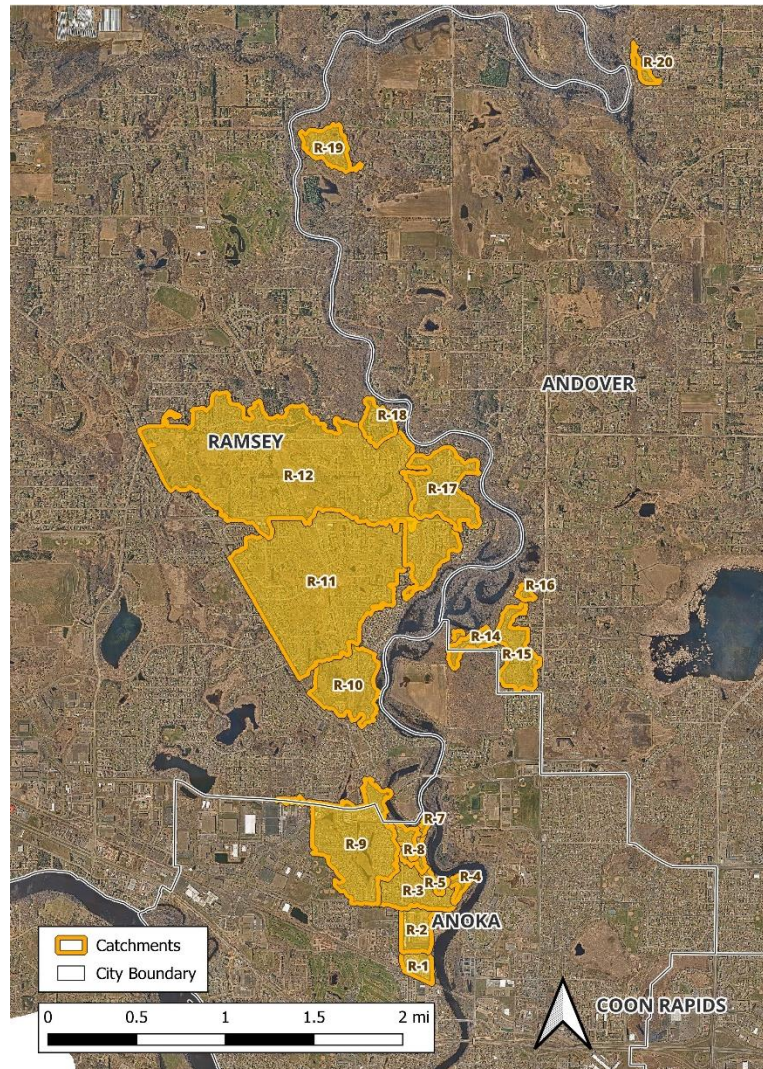 R-20
R-19
ANDOVER
R-18
RAMSEY
R-12
R-17
R-11
R-16
R-14
R-15
R-10
R-7
R-9
R-8
R-4
R-5
R-3
ANOKA
R-2
R-1
Catchments
City Boundary
COON RAPIDS
0 0.5 1 1.5 2 mi